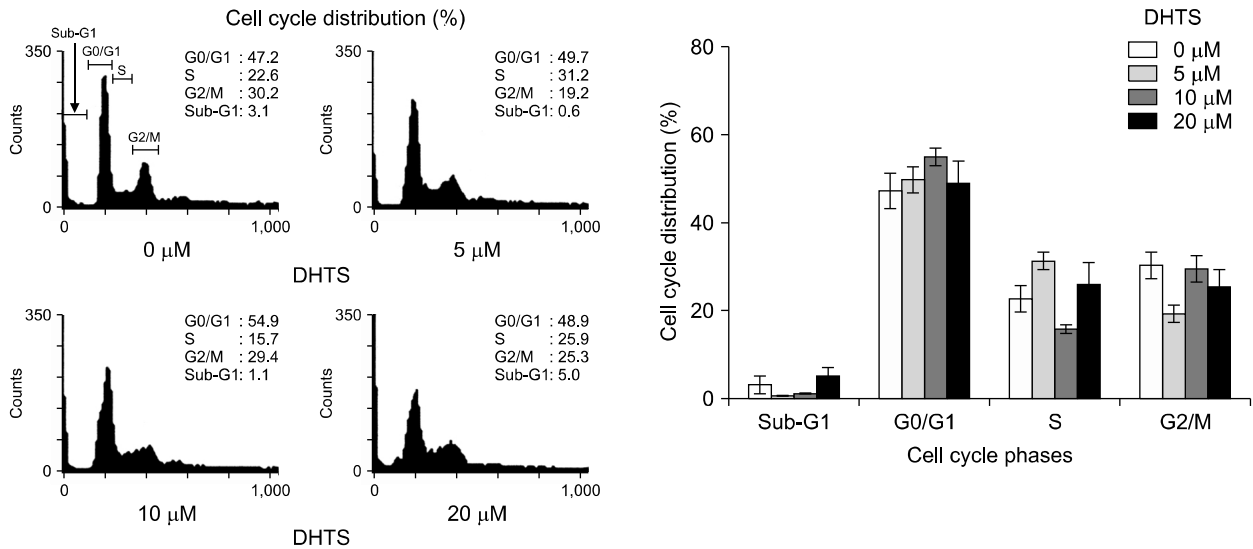 Cell cycle distribution (%)
Sub-G1
G0/G1
S
G2/M
350
Counts
0
G0/G1 : 47.2
S : 22.6
G2/M : 30.2
Sub-G1: 3.1
0
1,000
0 μM
350
Counts
0
G0/G1 : 49.7
S : 31.2
G2/M : 19.2
Sub-G1: 0.6
0
1,000
5 μM
DHTS
350
Counts
0
G0/G1 : 54.9
S : 15.7
G2/M : 29.4
Sub-G1: 1.1
0
1,000
10 μM
350
Counts
0
G0/G1 : 48.9
S : 25.9
G2/M : 25.3
Sub-G1: 5.0
0
1,000
20 μM
DHTS
DHTS
0 μM
5 μM
10 μM
20 μM
Cell cycle distribution (%)
80
60
40
20
0
Sub-G1
G0/G1
S
G2/M
Cell cycle phases